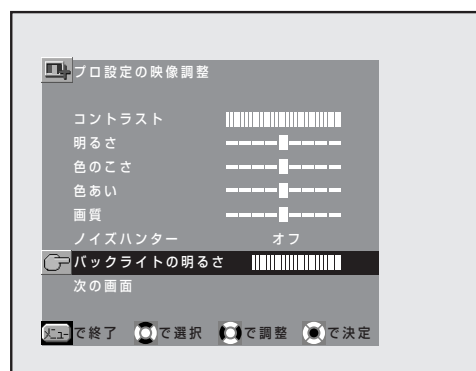 プロ設定の映像調整
コントラスト
明るさ
色のこさ
色あい
画質
ノイズハンター オフ
バックライトの明るさ
次の画面
メニューで終了 で選択 で調整 で決定